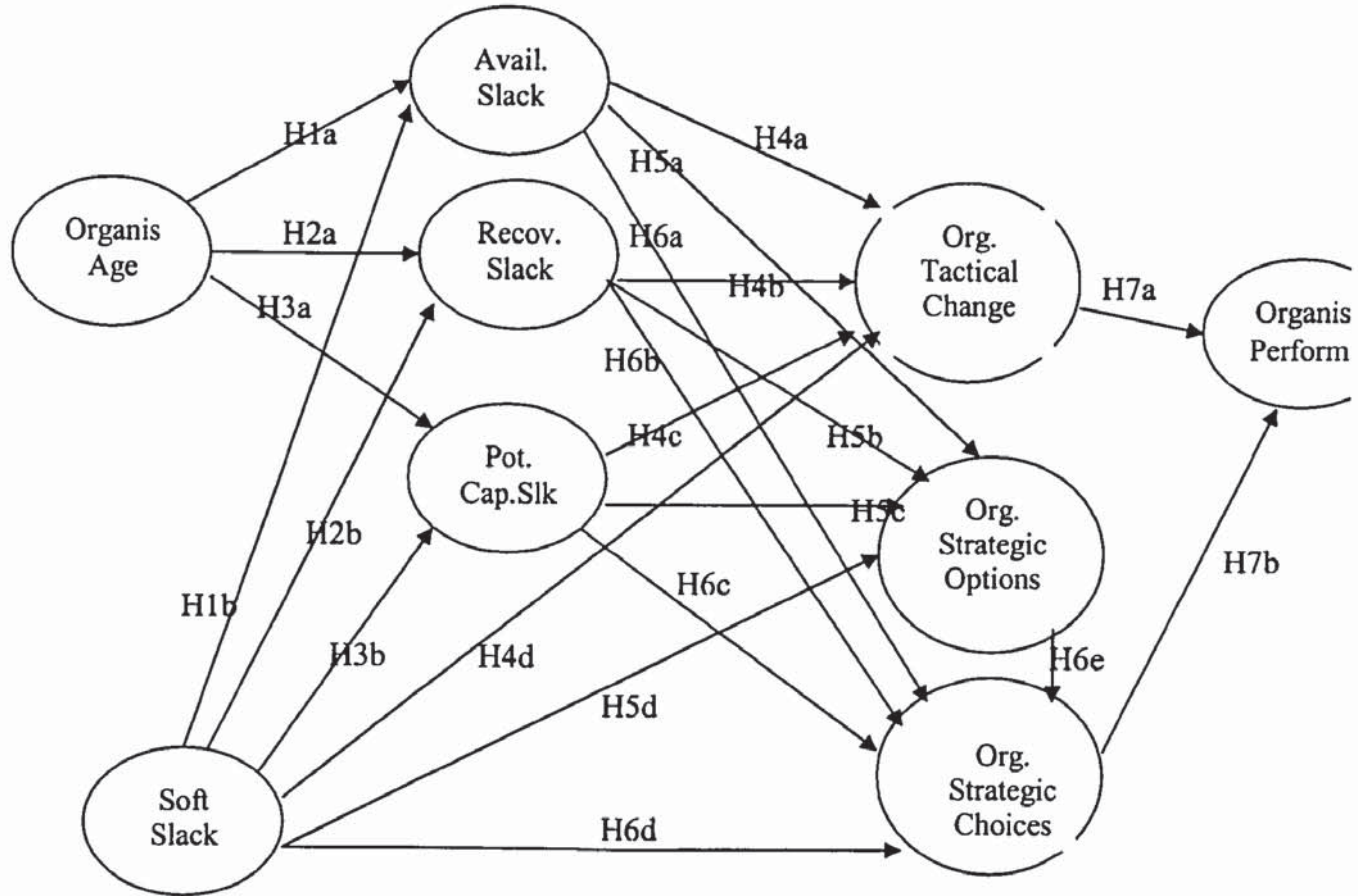 Avail.
Slack
H1a
H4a
H5a
Organis
Age
H2a
Recov.
Slack
H6a
Org.
Tactical
Change
H4b
H7a
Organis
Perform
H3a
H6b
Pot.
Cap.Slk
H4c
H5b
H5c
Org.
Strategic
Options
H2b
H1b
H6c
H7b
H3b
H4d
H6e
H5d
Org.
Strategic
Choices
Soft
Slack
H6d